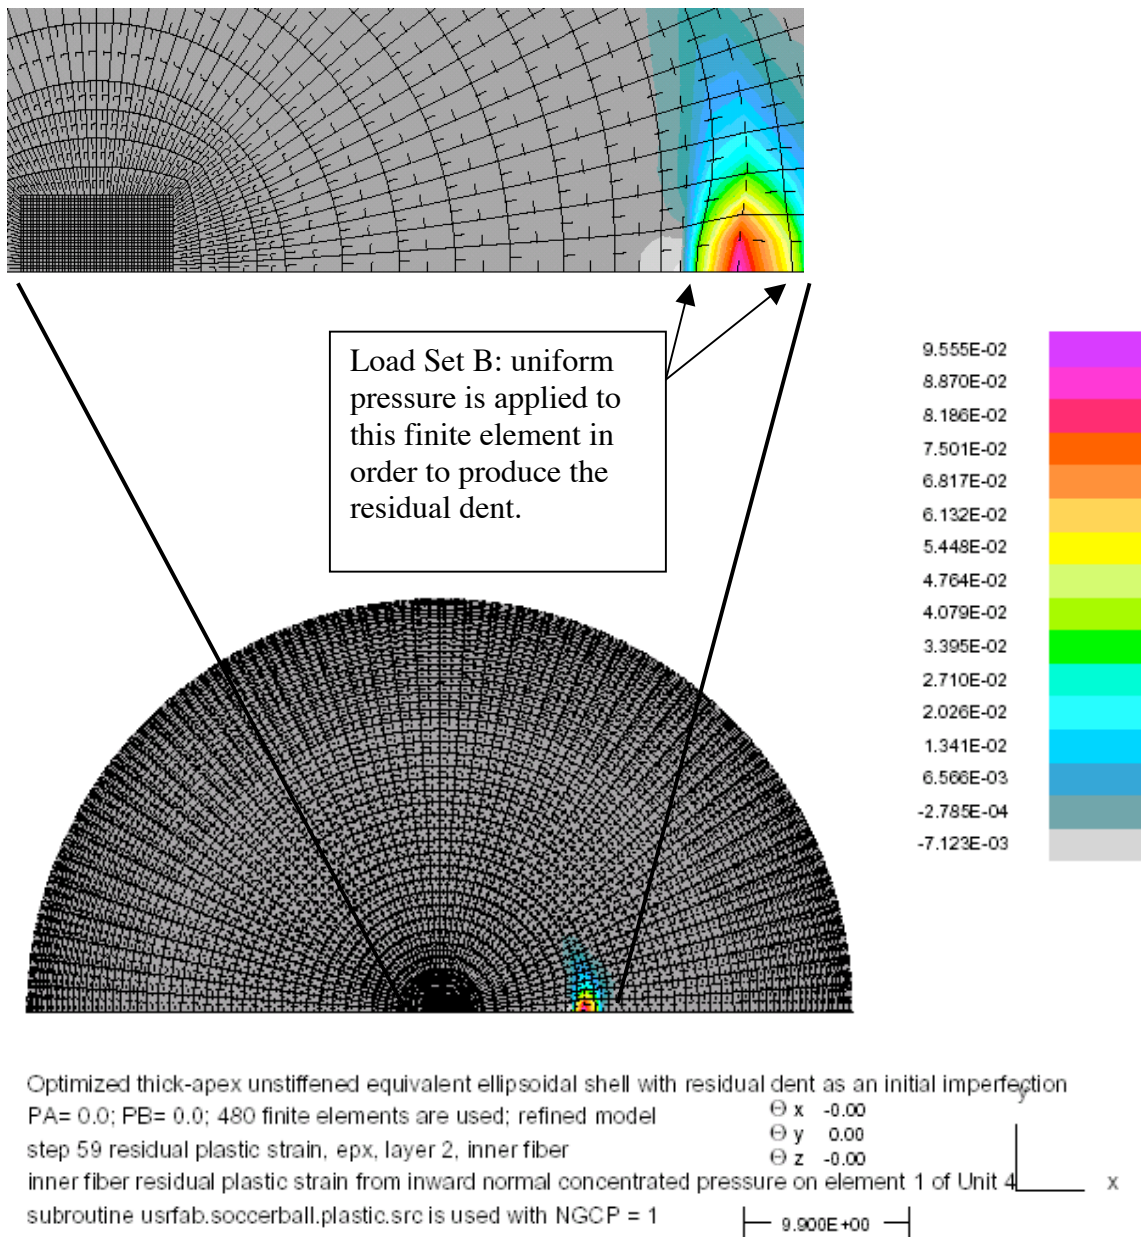 Load Set B: uniform
pressure is applied to
this finite element in
order to produce the
residual dent.
9.555E-02
8.870E-02
8.186E-02
7.501E-02
6.817E-02
6.132E-02
5.448E-02
4.764E-02
4.079E-02
3.395E-02
2.710E-02
2.026E-02
1.341E-02
6.566E-03
-2.785E-04
-7.123E-03
Optimized thick-apex unstiffened equivalent ellipsoidal shell with residual dent as an initial imperfection
PA= 0.0; PB= 0.0; 480 finite elements are used; refined model
step 59 residual plastic strain, epx, layer 2, inner fiber
inner fiber residual plastic strain from inward normal concentrated pressure on element 1 of Unit 4
subroutine usrfab.soccerball.plastic.src is used with NGCP = 1
Θ x -0.00
Θ y 0.00
Θ z -0.00
y
x
9.900E+00